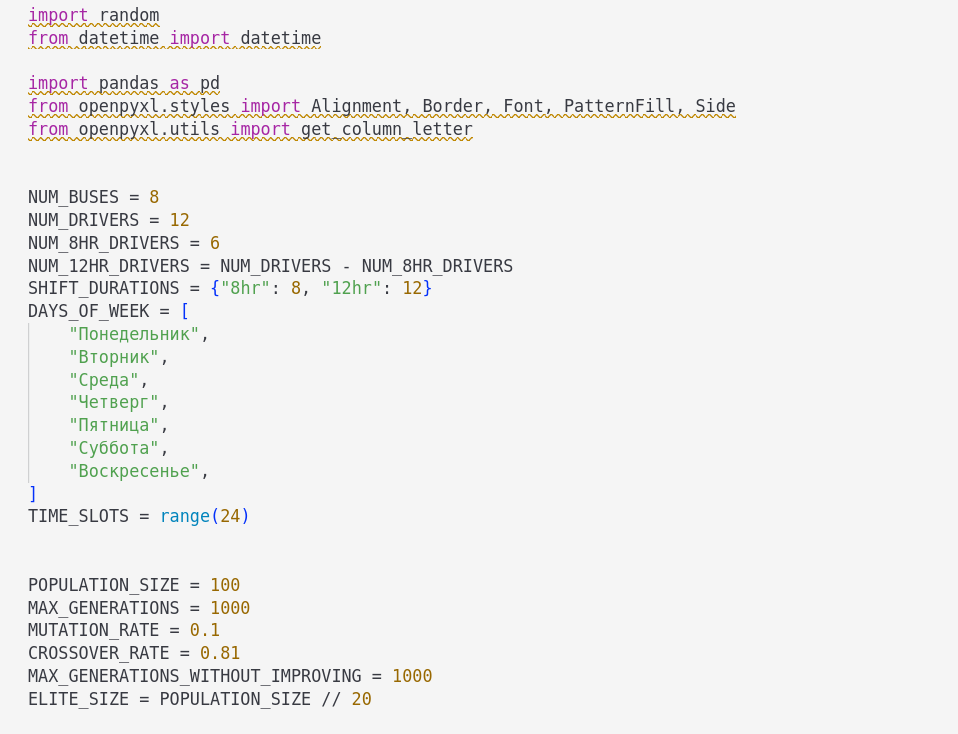 import random
from datetime import datetime
import pandas as pd
from openpyxl.styles import Alignment, Border, Font, PatternFill, Side
from openpyxl.utils import get_column_letter
NUM_BUSES = 8
NUM_DRIVERS = 12
NUM_8HR_DRIVERS = 6
NUM_12HR_DRIVERS = NUM_DRIVERS - NUM_8HR_DRIVERS
SHIFT_DURATIONS = {"8hr": 8, "12hr": 12}
DAYS_OF_WEEK = [
    "Понедельник",
    "Вторник",
    "Среда",
    "Четверг",
    "Пятница",
    "Суббота",
    "Воскресенье",
]
TIME_SLOTS = range(24)
POPULATION_SIZE = 100
MAX_GENERATIONS = 1000
MUTATION_RATE = 0.1
CROSSOVER_RATE = 0.81
MAX_GENERATIONS_WITHOUT_IMPROVING = 1000
ELITE_SIZE = POPULATION_SIZE // 20